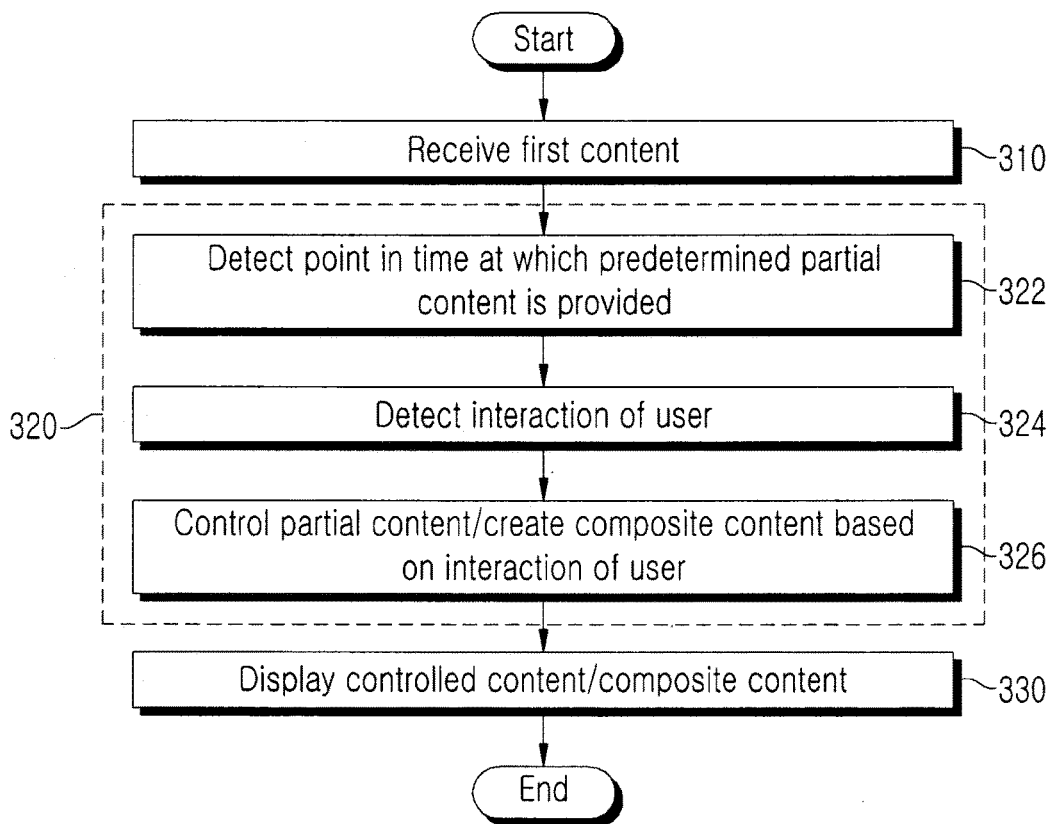 Start
Receive first content
310
Detect point in time at which predetermined partial
content is provided
322
320
Detect interaction of user
324
Control partial content/create composite content based
on interaction of user
326
Display controlled content/composite content
330
End